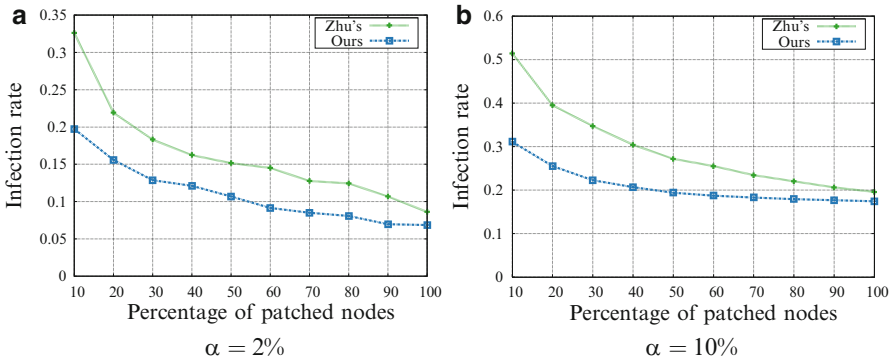 a
0.35
0.3
0.25
0.2
0.15
0.1
0.05
0
Infection rate
Zhu's
Ours
10 20 30 40 50 60 70 80 90 100
Percentage of patched nodes
α = 2%
b
0.6
0.5
0.4
0.3
0.2
0.1
0
Infection rate
Zhu's
Ours
10 20 30 40 50 60 70 80 90 100
Percentage of patched nodes
α = 10%